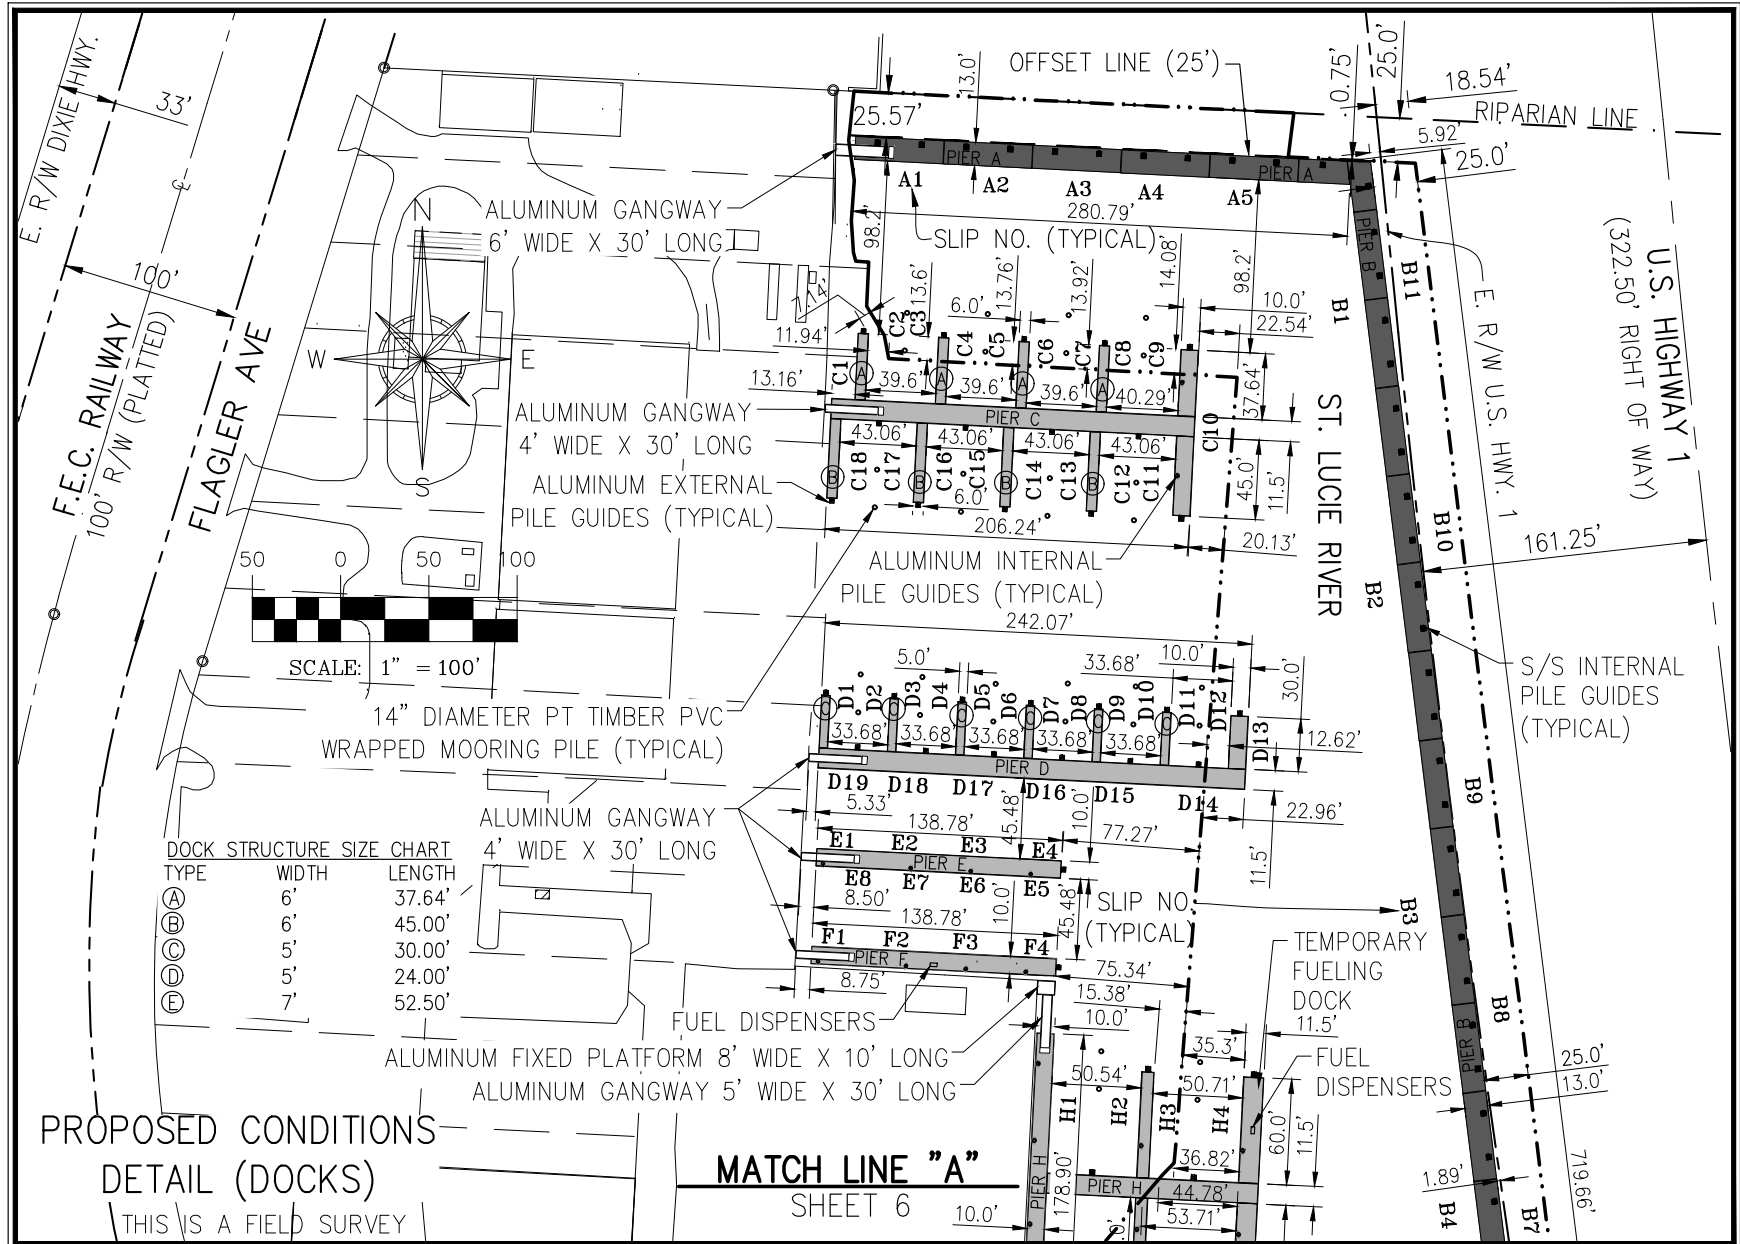 E. R/W DIXIE HWY.
33'
℄
100'
F.E.C. RAILWAY
100' R/W (PLATTED)
FLAGLER AVE
N
W
E
S
OFFSET LINE (25')
13.0'
25.57'
0.75'
25.0'
18.54'
RIPARIAN LINE
5.92'
25.0'
PIER A
PIER A
A1
A2
A3
A4
A5
280.79'
98.2'
98.2'
ALUMINUM GANGWAY
6' WIDE X 30' LONG
SLIP NO. (TYPICAL)
U.S. HIGHWAY 1
(322.50' RIGHT OF WAY)
E. R/W U.S. HWY. 1
PIER B
B11
B1
7.74'
11.94'
C2
C3
13.6'
6.0'
13.76'
13.92'
14.08'
10.0'
22.54'
C4
C5
C6
C7
C8
C9
C1
13.16'
A
39.6'
A
39.6'
A
39.6'
A
40.29'
37.64'
ALUMINUM GANGWAY
4' WIDE X 30' LONG
PIER C
C10
43.06'
43.06'
43.06'
43.06'
B
C18
C17
B
C16
C15
B
C14
C13
B
C12
C11
45.0'
11.5'
6.0'
ALUMINUM EXTERNAL
PILE GUIDES (TYPICAL)
206.24'
20.13'
ALUMINUM INTERNAL
PILE GUIDES (TYPICAL)
ST. LUCIE RIVER
B10
161.25'
B2
50 0 50 100
SCALE: 1" = 100'
242.07'
5.0'
33.68'
10.0'
30.0'
S/S INTERNAL
PILE GUIDES
(TYPICAL)
14" DIAMETER PT TIMBER PVC
WRAPPED MOORING PILE (TYPICAL)
C
D1
D2
C
D3
D4
C
D5
D6
C
D7
D8
C
D9
D10
C
D11
D12
D13
33.68'
33.68'
33.68'
33.68'
33.68'
12.62'
PIER D
D19
D18
D17
D16
D15
D14
5.33'
45.48'
10.0'
22.96'
11.5'
B9
ALUMINUM GANGWAY
4' WIDE X 30' LONG
138.78'
77.27'
E1
E2
E3
E4
PIER E
E8
E7
E6
E5
8.50'
10.0'
45.48'
138.78'
SLIP NO.
(TYPICAL)
B3
DOCK STRUCTURE SIZE CHART
TYPE WIDTH LENGTH
A 6' 37.64'
B 6' 45.00'
C 5' 30.00'
D 5' 24.00'
E 7' 52.50'
F1
F2
F3
F4
PIER F
8.75'
75.34'
TEMPORARY
FUELING
DOCK
FUEL DISPENSERS
15.38'
10.0'
11.5'
35.3'
ALUMINUM FIXED PLATFORM 8' WIDE X 10' LONG
ALUMINUM GANGWAY 5' WIDE X 30' LONG
FUEL
DISPENSERS
50.54'
50.71'
H1
H2
H3
H4
60.0'
11.5'
B8
PIER B
25.0'
13.0'
PIER H
178.90'
36.82'
PIER H
44.78'
53.71'
10.0'
1.89'
B4
B7
719.66'
PROPOSED CONDITIONS
DETAIL (DOCKS)
THIS IS A FIELD SURVEY
MATCH LINE "A"
SHEET 6